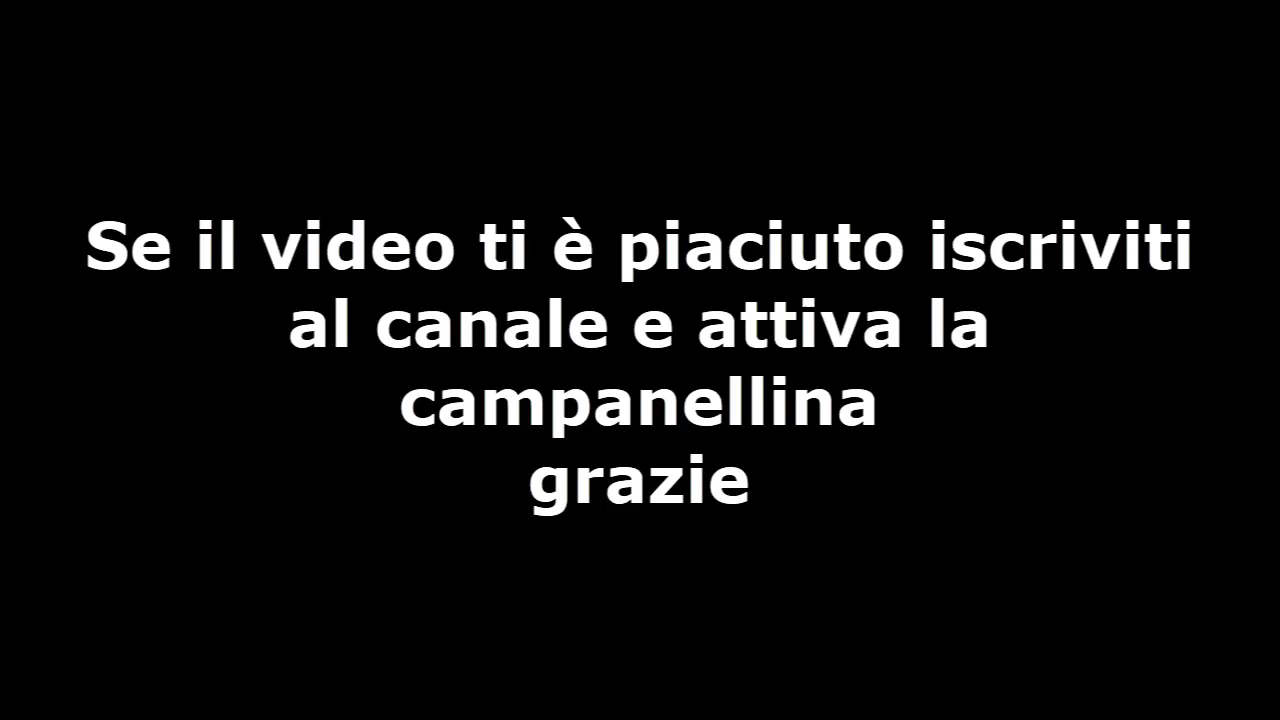 Se il video ti è piaciuto iscriviti
al canale e attiva la
campanellina
grazie